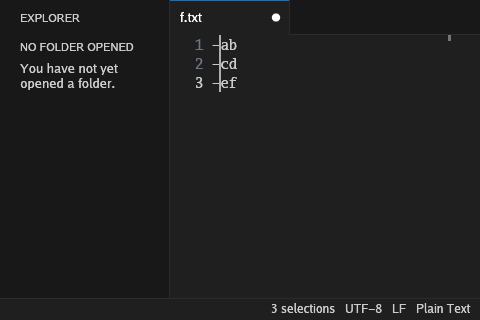 EXPLORER
NO FOLDER OPENED
You have not yet
opened a folder.
f.txt
1 -ab
2 -cd
3 -ef
3 selections UTF-8 LF Plain Text